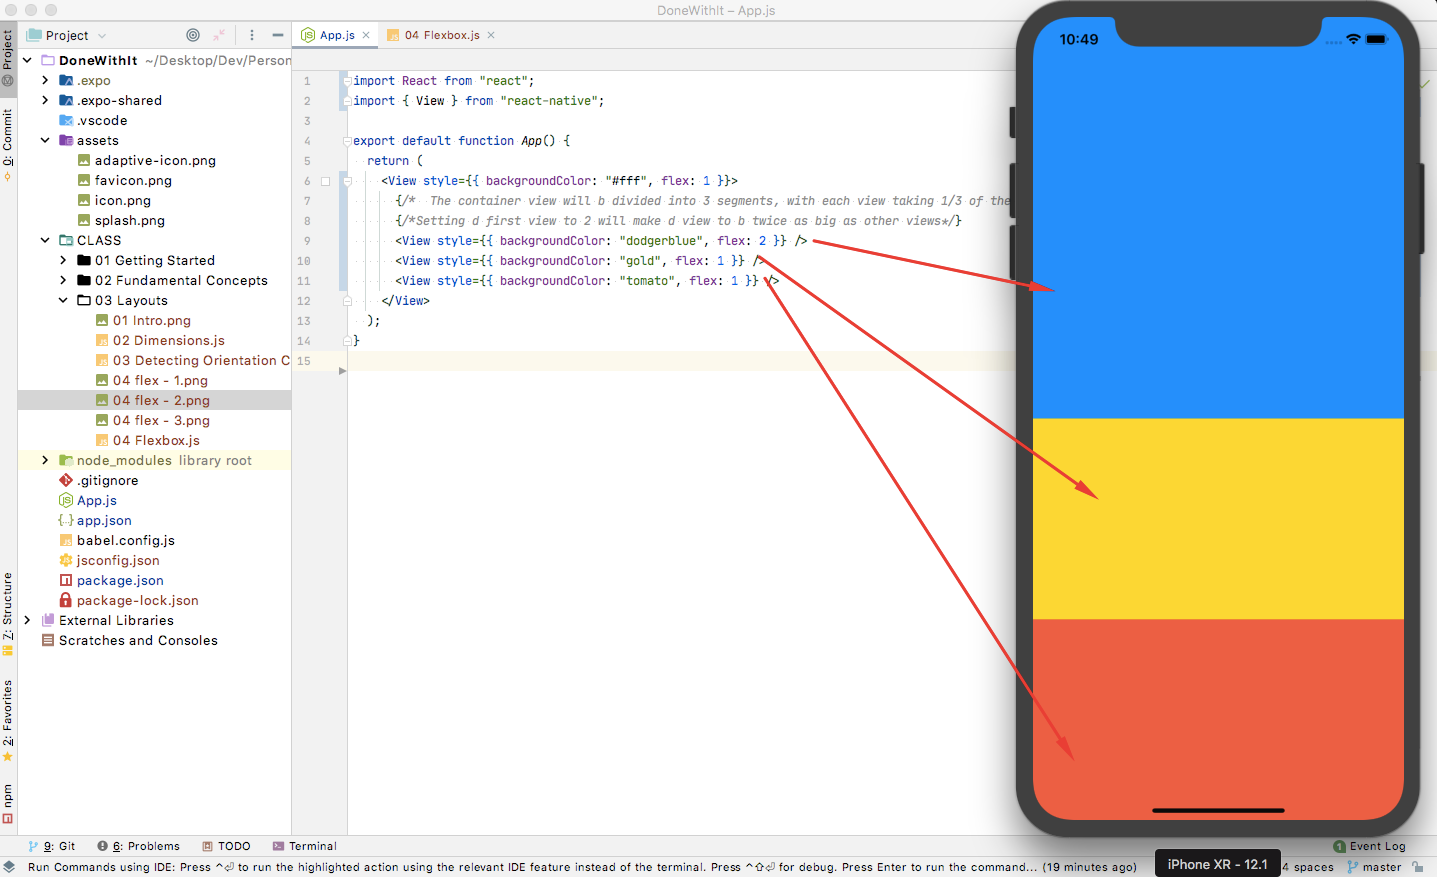 DoneWithIt – App.js
Project
App.js
04 Flexbox.js
DoneWithIt ~/Desktop/Dev/Person
.expo
.expo-shared
.vscode
assets
adaptive-icon.png
favicon.png
icon.png
splash.png
CLASS
01 Getting Started
02 Fundamental Concepts
03 Layouts
01 Intro.png
02 Dimensions.js
03 Detecting Orientation C
04 flex - 1.png
04 flex - 2.png
04 flex - 3.png
04 Flexbox.js
node_modules library root
.gitignore
App.js
app.json
babel.config.js
jsconfig.json
package.json
package-lock.json
External Libraries
Scratches and Consoles
Project
0: Commit
7: Structure
2: Favorites
npm
1 import React from "react";
2 import { View } from "react-native";
3
4 export default function App() {
5 return (
6 <View style={{ backgroundColor: "#fff", flex: 1 }}>
7 {/* The container view will b divided into 3 segments, with each view taking 1/3 of the
8 {/*Setting d first view to 2 will make d view to b twice as big as other views*/}
9 <View style={{ backgroundColor: "dodgerblue", flex: 2 }} />
10 <View style={{ backgroundColor: "gold", flex: 1 }} />
11 <View style={{ backgroundColor: "tomato", flex: 1 }} />
12 </View>
13 );
14 }
15
10:49
9: Git
6: Problems
TODO
Terminal
1 Event Log
Run Commands using IDE: Press ^⏎ to run the highlighted action using the relevant IDE feature instead of the terminal. Press ^⇧⏎ for debug. Press Enter to run the command... (19 minutes ago)
iPhone XR - 12.1
4 spaces
master